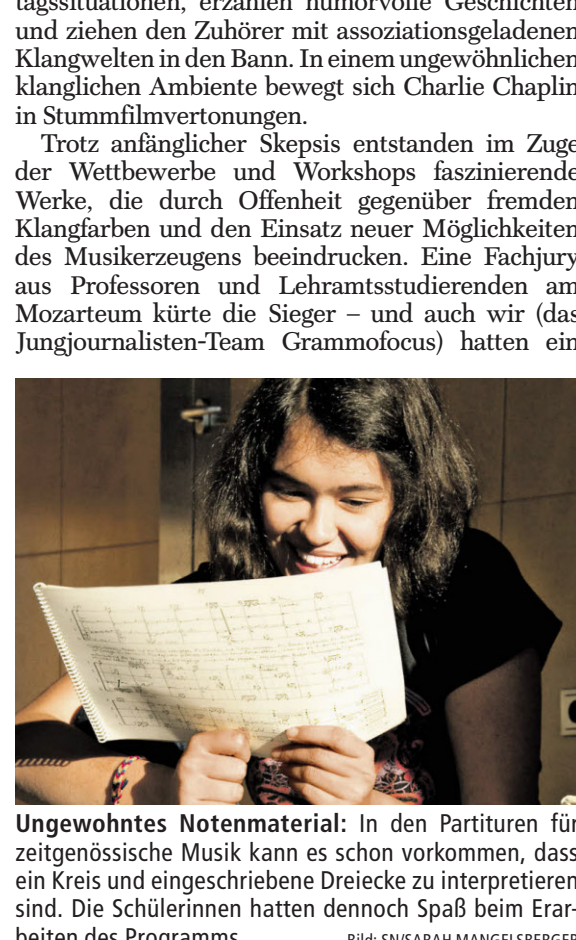 tagssituationen, erzählen humorvolle Geschichten
und ziehen den Zuhörer mit assoziationsgeladenen
Klangwelten in den Bann. In einem ungewöhnlichen
klanglichen Ambiente bewegt sich Charlie Chaplin
in Stummfilmvertonungen.
Trotz anfänglicher Skepsis entstanden im Zuge
der Wettbewerbe und Workshops faszinierende
Werke, die durch Offenheit gegenüber fremden
Klangfarben und den Einsatz neuer Möglichkeiten
des Musikerzeugens beeindrucken. Eine Fachjury
aus Professoren und Lehramtsstudierenden am
Mozarteum kürte die Sieger – und auch wir (das
Jungjournalisten-Team Grammofocus) hatten ein
Ungewohntes Notenmaterial: In den Partituren für
zeitgenössische Musik kann es schon vorkommen, dass
ein Kreis und eingeschriebene Dreiecke zu interpretieren
sind. Die Schülerinnen hatten dennoch Spaß beim Erar-
beiten des Programms. Bild: SN/SARAH MANGELSBERGER